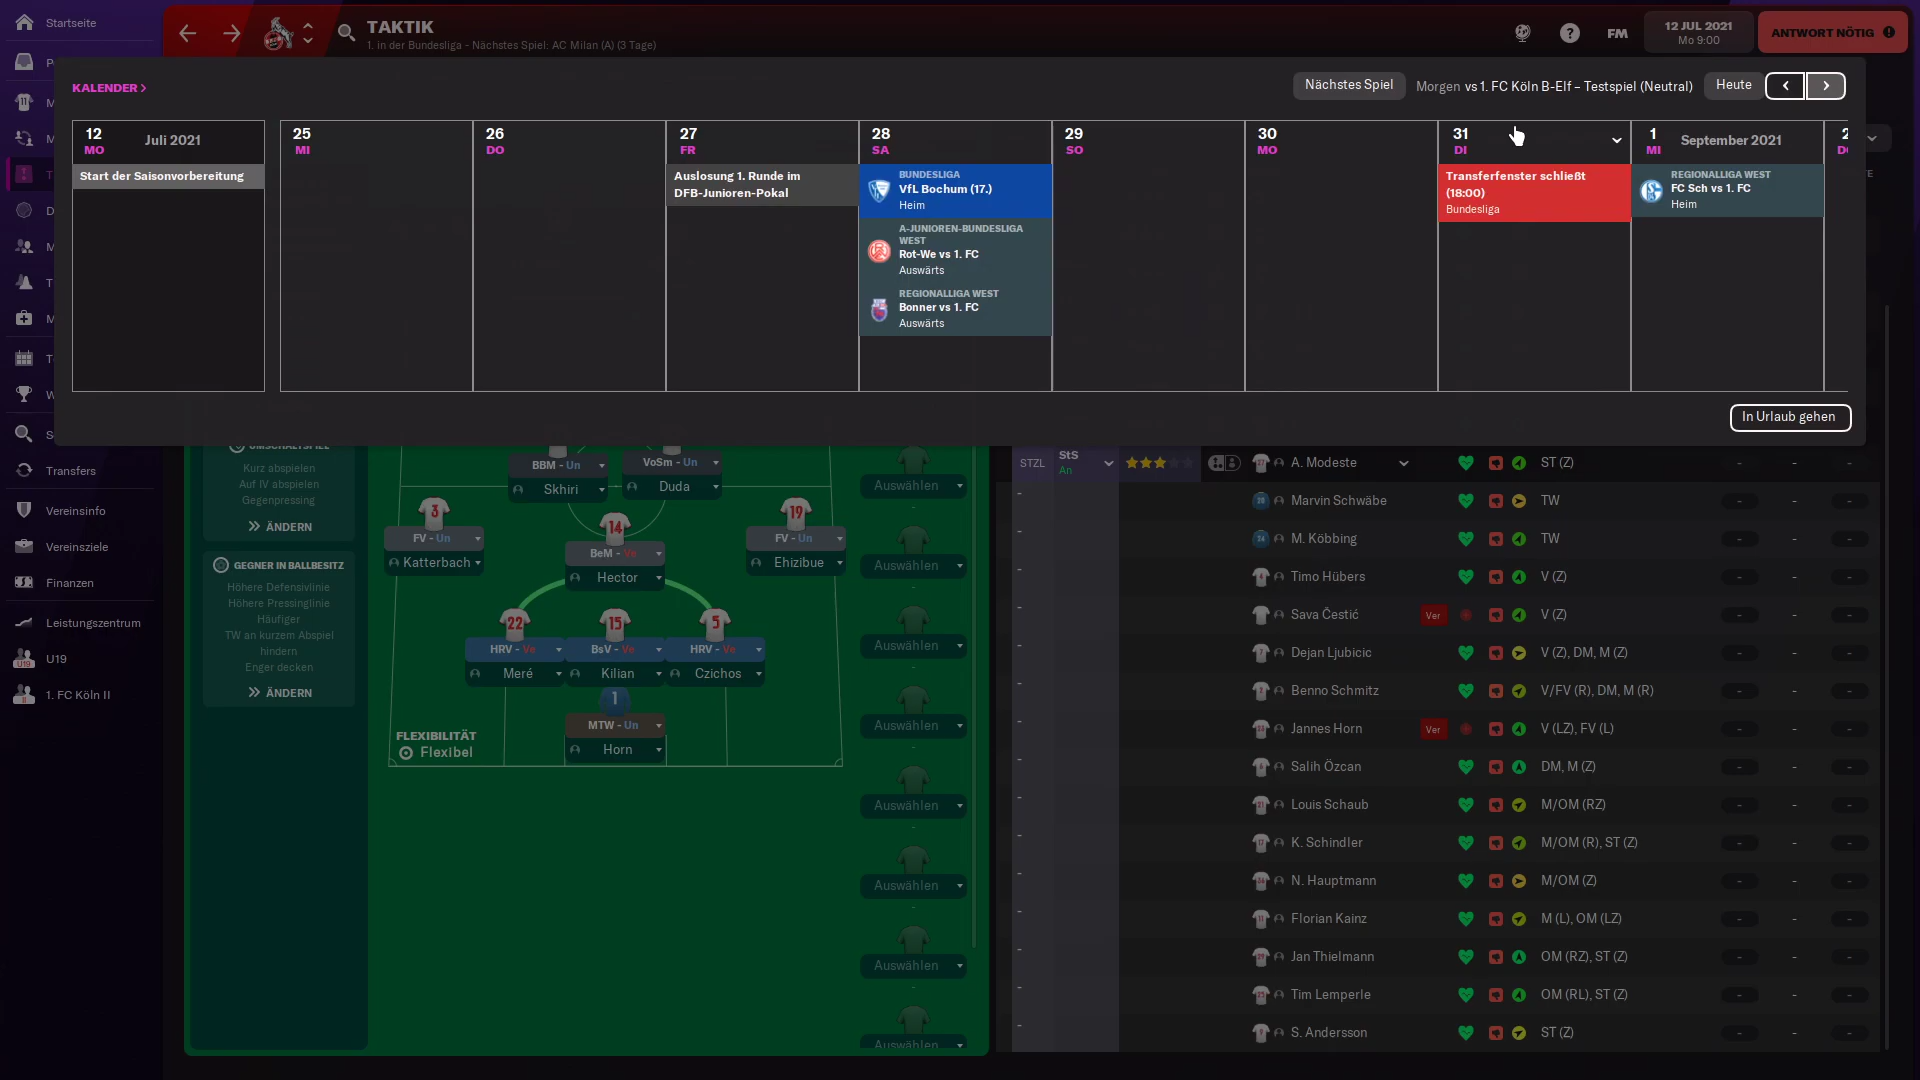 Startseite
TAKTIK
1. in der Bundesliga - Nächstes Spiel: AC Milan (A) (3 Tage)
FM
12 JUL 2021
Mo 9:00
ANTWORT NÖTIG
KALENDER >
Nächstes Spiel
Morgen vs 1. FC Köln B-Elf – Testspiel (Neutral)
Heute
12
MO
Juli 2021
Start der Saisonvorbereitung
25
MI
26
DO
27
FR
Auslosung 1. Runde im
DFB-Junioren-Pokal
28
SA
BUNDESLIGA
VfL Bochum (17.)
Heim
A-JUNIOREN-BUNDESLIGA
WEST
Rot-We vs 1. FC
Auswärts
REGIONALLIGA WEST
Bonner vs 1. FC
Auswärts
29
SO
30
MO
31
DI
Transferfenster schließt
(18:00)
Bundesliga
1
MI
September 2021
REGIONALLIGA WEST
FC Sch vs 1. FC
Heim
In Urlaub gehen
Transfers
Vereinsinfo
Vereinsziele
Finanzen
Leistungszentrum
U19
1. FC Köln II
UMSCHALTSPIEL
Kurz abspielen
Auf IV abspielen
Gegenpressing
ÄNDERN
GEGNER IN BALLBESITZ
Höhere Defensivlinie
Höhere Pressinglinie
Häufiger
TW an kurzem Abspiel
hindern
Enger decken
ÄNDERN
BBM - Un
Skhiri
VoSm - Un
Duda
3
FV - Un
Katterbach
14
BeM - Ve
Hector
19
FV - Un
Ehizibue
22
HRV - Ve
Meré
15
BsV - Ve
Kilian
5
HRV - Ve
Czichos
1
MTW - Un
Horn
FLEXIBILITÄT
Flexibel
Auswählen
Auswählen
Auswählen
Auswählen
Auswählen
Auswählen
Auswählen
Auswählen
STZL
StS
An
A. Modeste
ST (Z)
Marvin Schwäbe
TW
M. Köbbing
TW
Timo Hübers
V (Z)
Sava Čestić
Ver
V (Z)
Dejan Ljubicic
V (Z), DM, M (Z)
Benno Schmitz
V/FV (R), DM, M (R)
Jannes Horn
Ver
V (LZ), FV (L)
Salih Özcan
DM, M (Z)
Louis Schaub
M/OM (RZ)
K. Schindler
M/OM (R), ST (Z)
N. Hauptmann
M/OM (Z)
Florian Kainz
M (L), OM (LZ)
Jan Thielmann
OM (RZ), ST (Z)
Tim Lemperle
OM (RL), ST (Z)
S. Andersson
ST (Z)